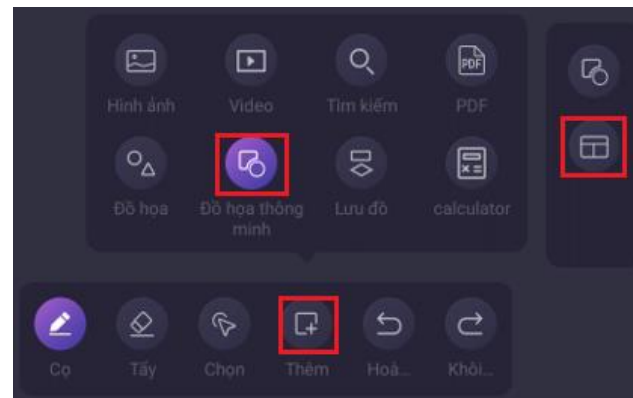 Hình ảnh Video Tìm kiếm PDF
Đồ họa Đồ họa thông minh Lưu đồ calculator
Cọ Tẩy Chọn Thêm Hoà... Khôi...